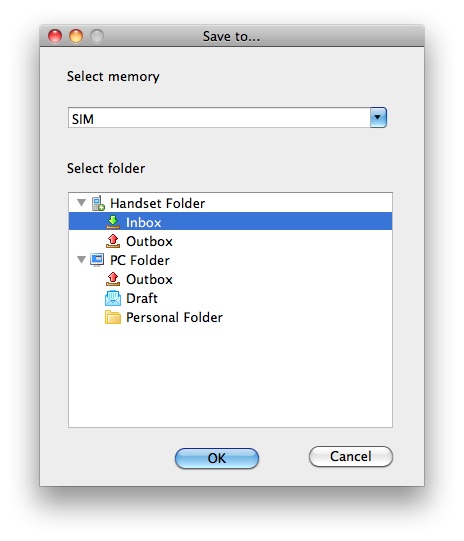 Save to...
Select memory
SIM
Select folder
Handset Folder
Inbox
Outbox
PC Folder
Outbox
Draft
Personal Folder
OK
Cancel